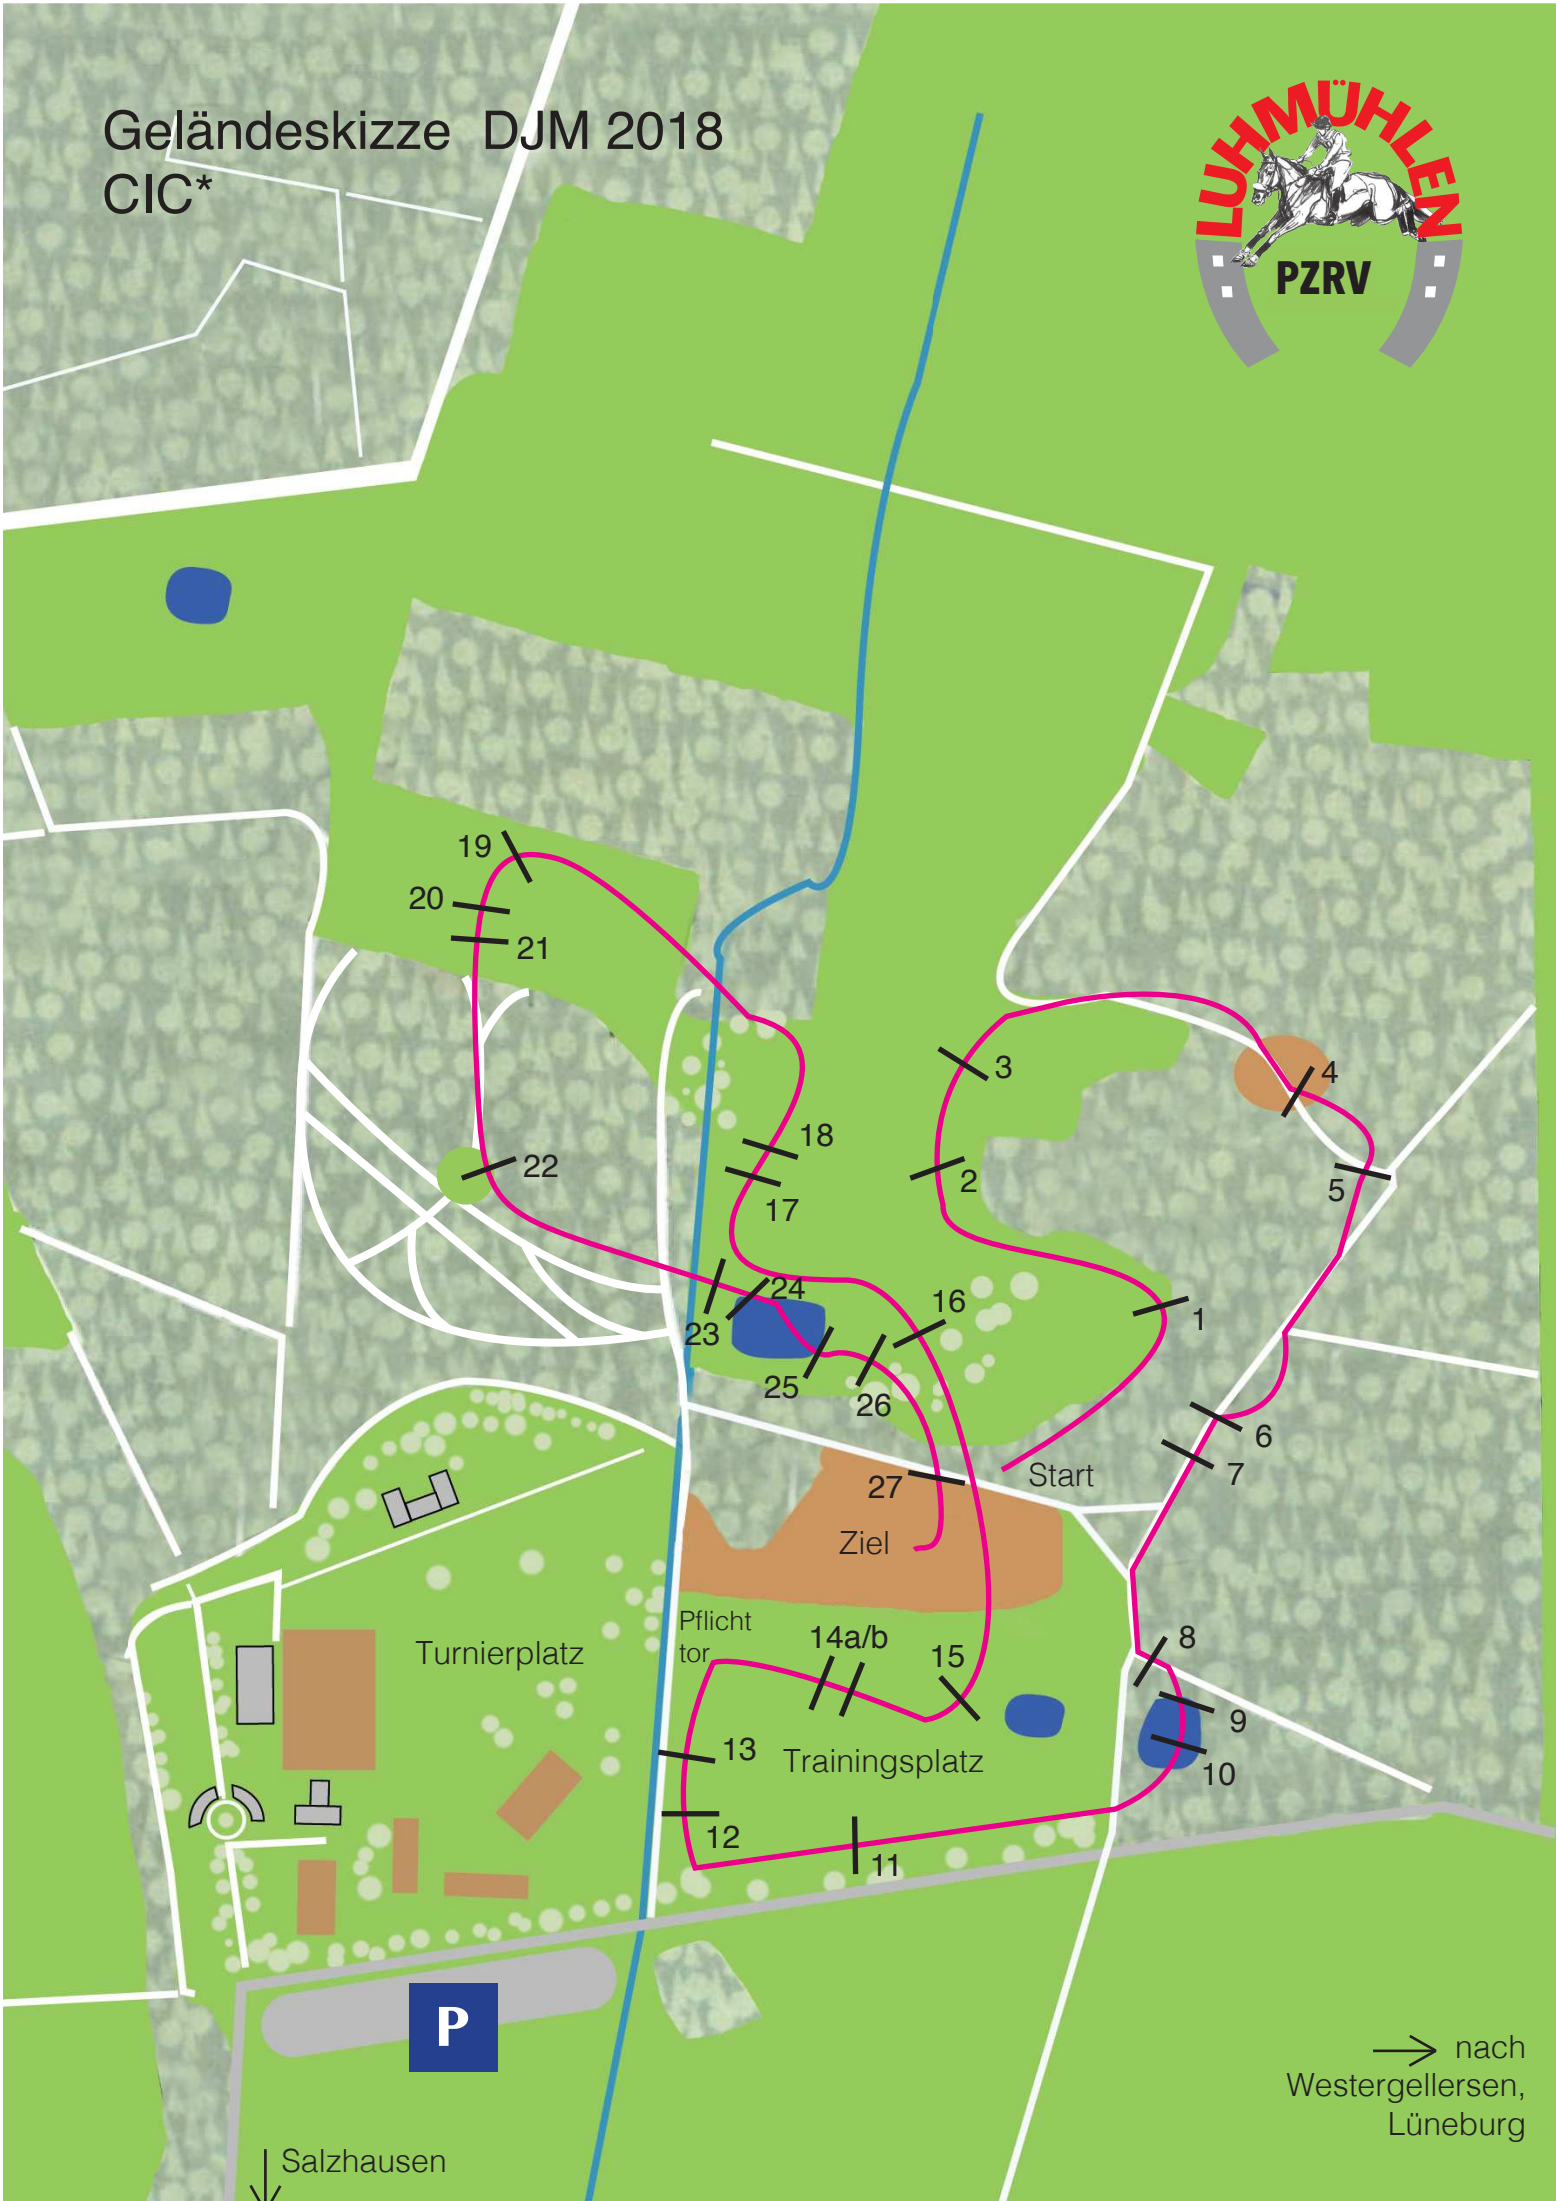 Geländeskizze DJM 2018
CIC*
LUHMÜHLEN
PZRV
19
20
21
3
4
18
22
2
5
17
24
16
1
23
25
26
6
7
Start
27
Ziel
Pflicht
tor
14a/b
15
8
Turnierplatz
9
13
Trainingsplatz
10
12
11
P
nach
Westergellersen,
Lüneburg
Salzhausen